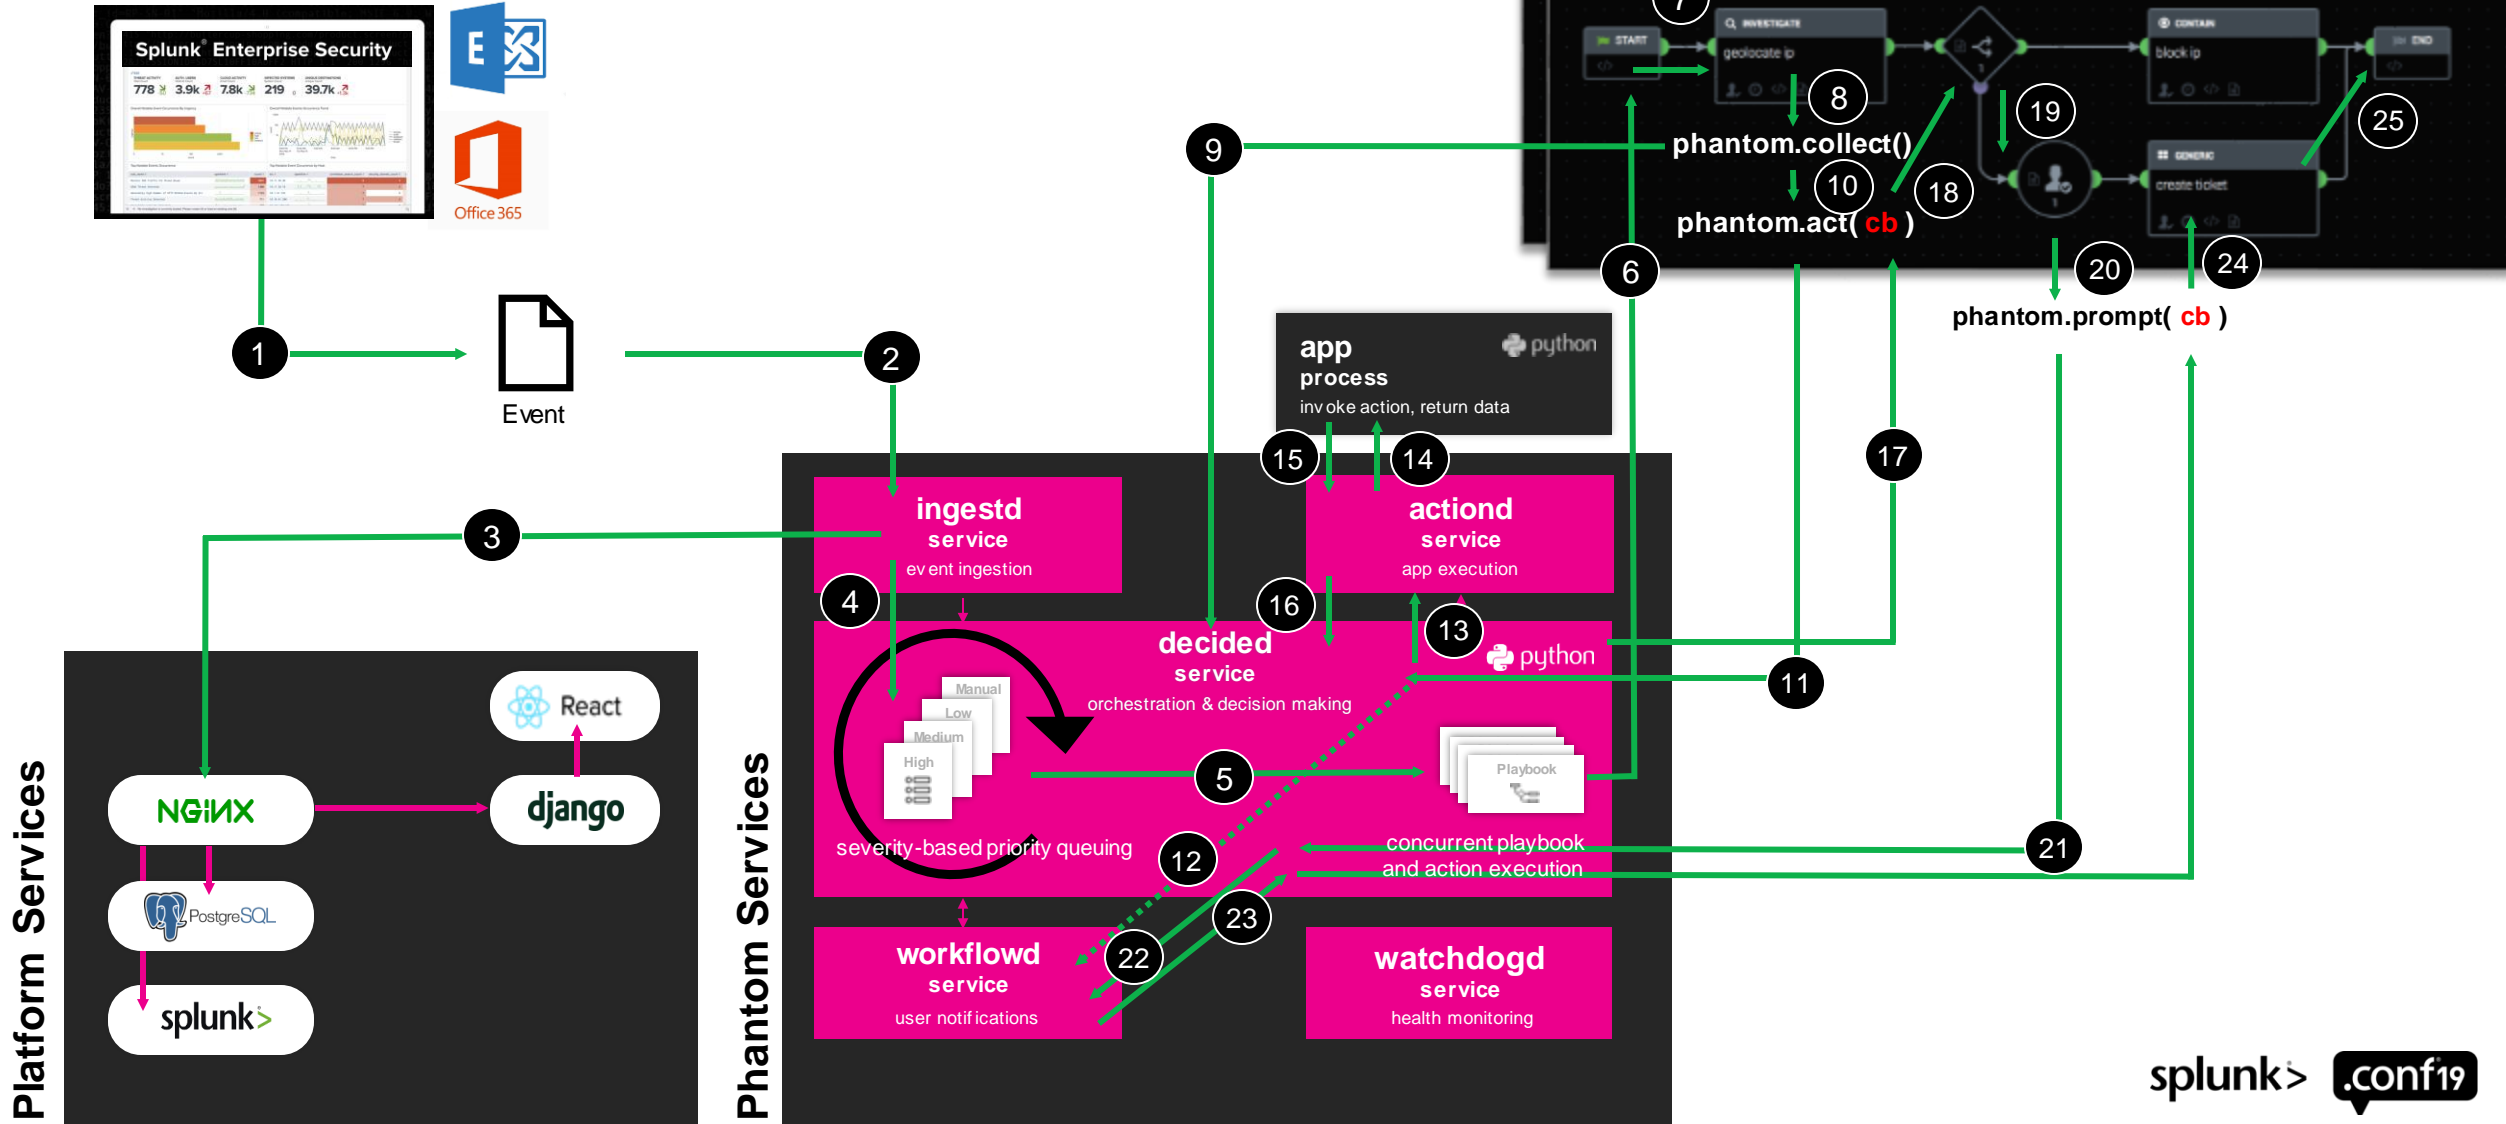 Splunk® Enterprise Security
778
3.9k
7.8k
219
39.7k
Office 365
1
Event
2
3
4
5
6
7
8
9
10
11
12
13
14
15
16
17
18
19
20
21
22
23
24
25
START
INVESTIGATE
geolocate ip
1
CONTAIN
block ip
END
1
GENERIC
create ticket
phantom.collect()
phantom.act( cb )
phantom.prompt( cb )
app
process
invoke action, return data
python
Phantom Services
ingestd
service
event ingestion
actiond
service
app execution
decided
service
orchestration & decision making
python
Manual
Low
Medium
High
severity-based priority queuing
Playbook
concurrent playbook
and action execution
workflowd
service
user notifications
watchdogd
service
health monitoring
Platform Services
React
NGINX
django
PostgreSQL
splunk>
splunk>
.conf19